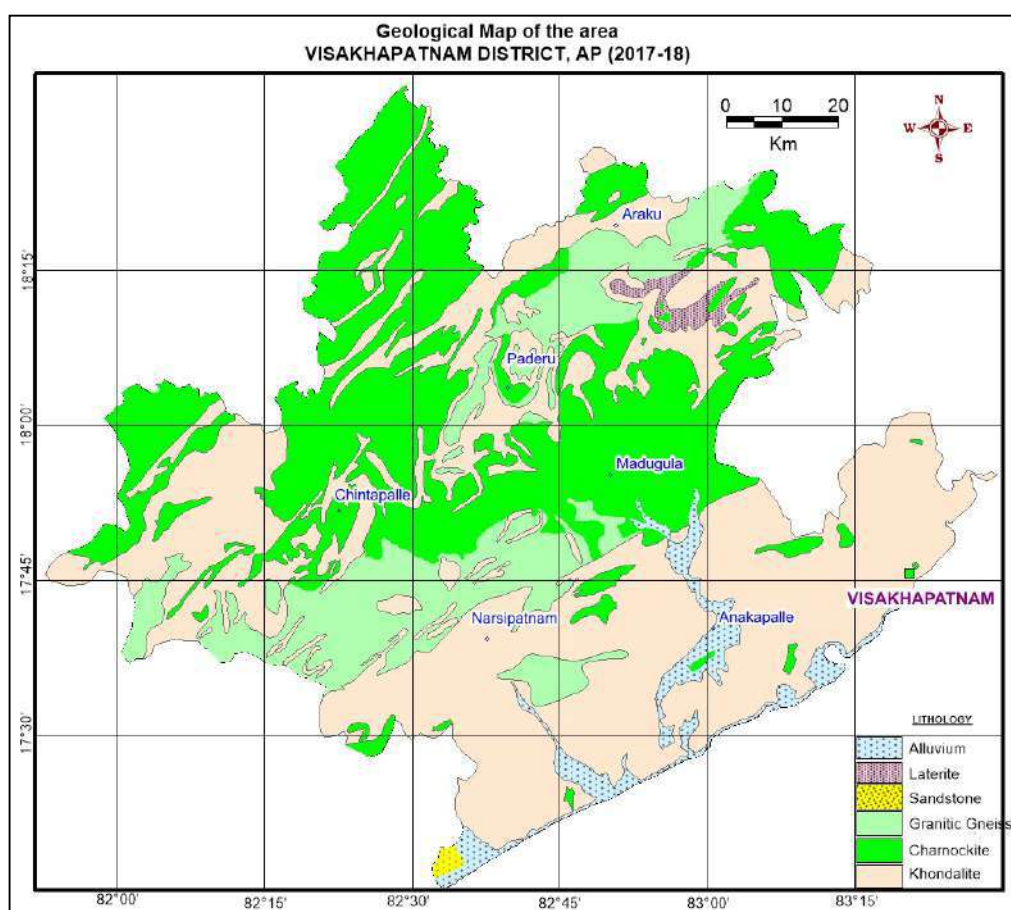 Geological Map of the area
VISAKHAPATNAM DISTRICT, AP (2017-18)
0 10 20
Km
N
W E
S
Araku
18°15'
Paderu
18°00'
Madugula
Chintapalle
17°45'
VISAKHAPATNAM
Narsipatnam
Anakapalle
17°30'
LITHOLOGY
Alluvium
Laterite
Sandstone
Granitic Gneiss
Charnockite
Khondalite
82°00' 82°15' 82°30' 82°45' 83°00' 83°15'